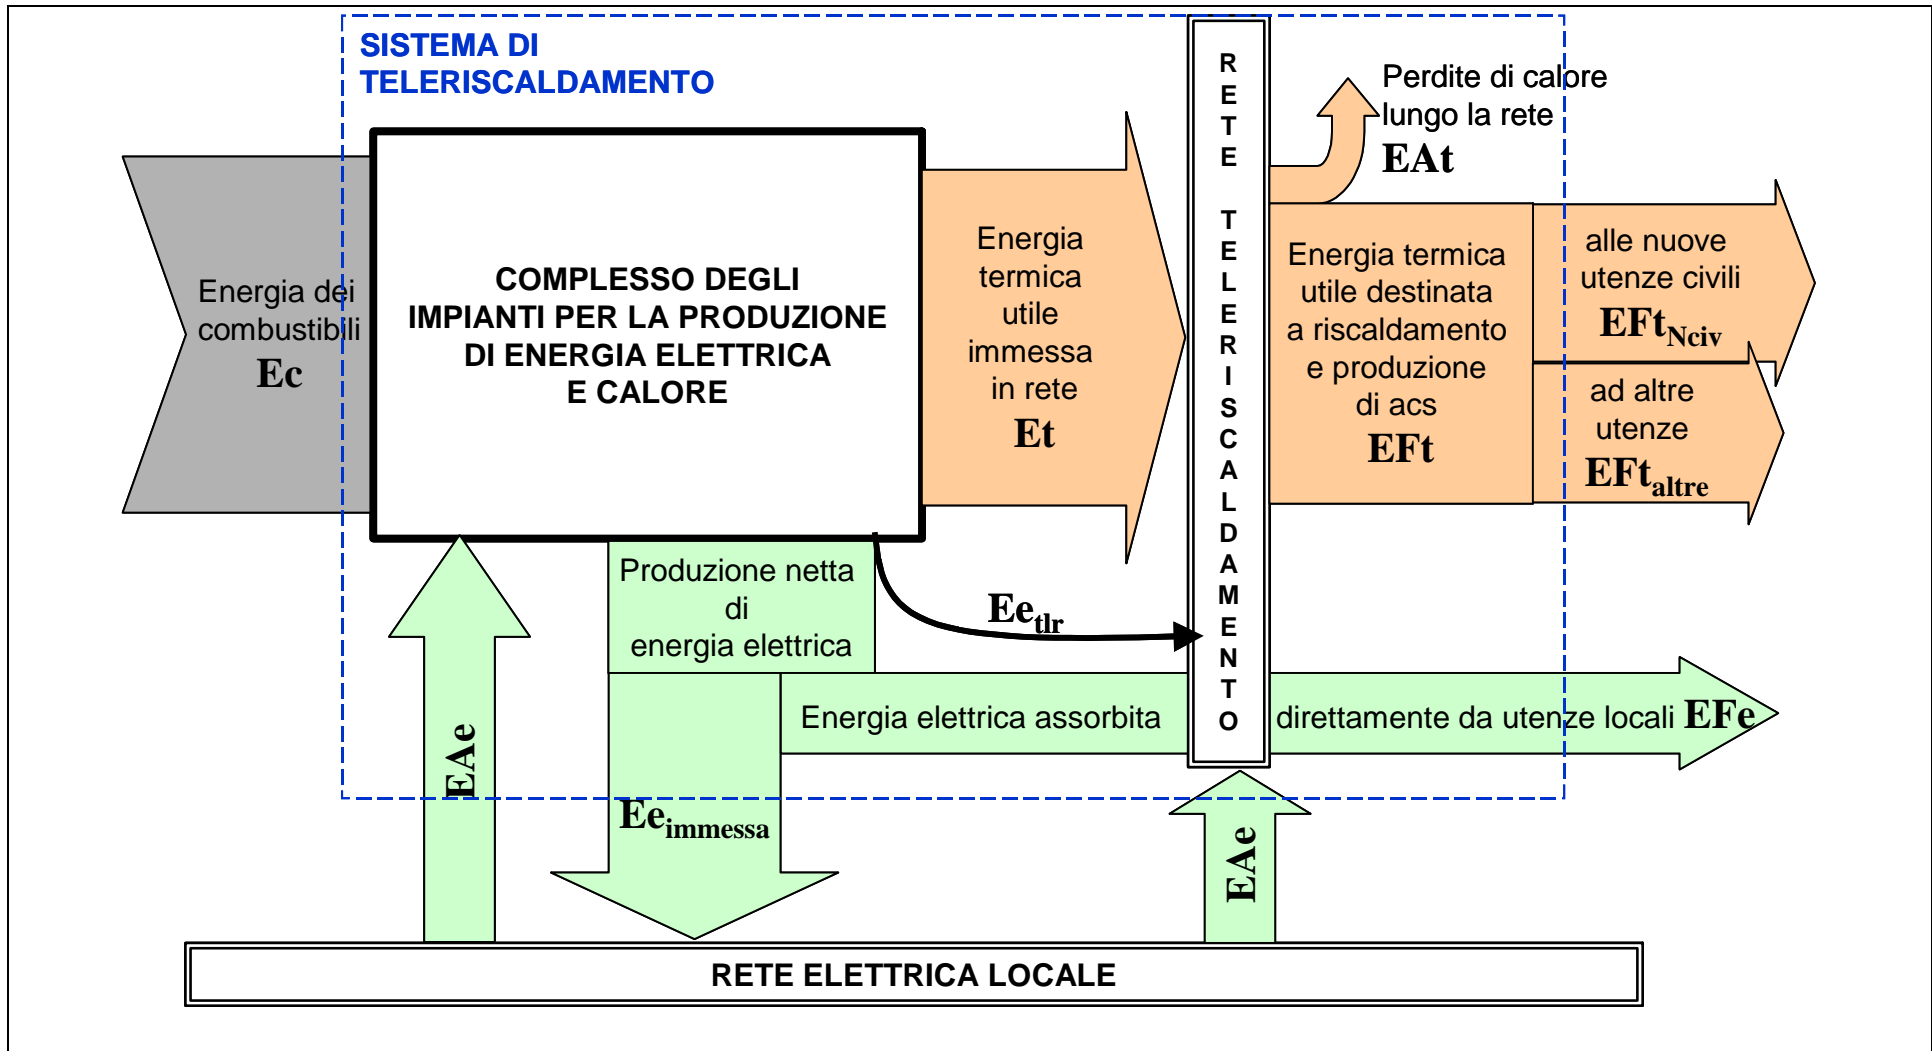 SISTEMA DI
TELERISCALDAMENTO
Energia dei
combustibili
Ec
COMPLESSO DEGLI
IMPIANTI PER LA PRODUZIONE
DI ENERGIA ELETTRICA
E CALORE
Energia
termica
utile
immessa
in rete
Et
RETE TELERISCALDAMENTO
Perdite di calore
lungo la rete
EAt
Energia termica
utile destinata
a riscaldamento
e produzione
di acs
EFt
alle nuove
utenze civili
EFtNciv
ad altre
utenze
EFtaltre
Produzione netta
di
energia elettrica
Eetlr
Energia elettrica assorbita direttamente da utenze locali EFe
EAe
Eeimmessa
EAe
RETE ELETTRICA LOCALE